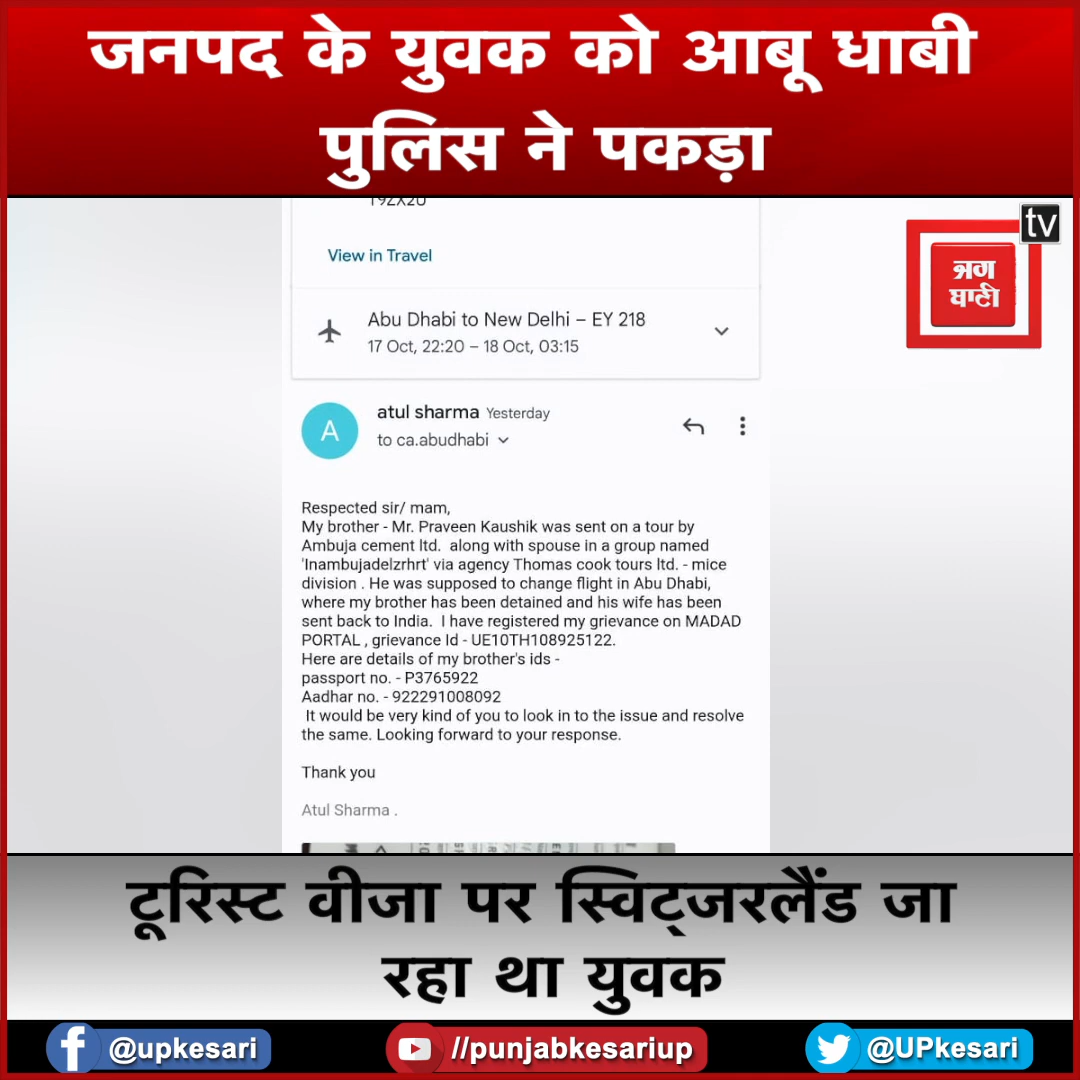 जनपद के युवक को आबू धाबी
पुलिस ने पकड़ा
tv
View in Travel
Abu Dhabi to New Delhi – EY 218
17 Oct, 22:20 – 18 Oct, 03:15
A
atul sharma Yesterday
to ca.abudhabi
Respected sir/ mam,
My brother - Mr. Praveen Kaushik was sent on a tour by
Ambuja cement ltd. along with spouse in a group named
'Inambujadelzrhrt' via agency Thomas cook tours ltd. - mice
division . He was supposed to change flight in Abu Dhabi,
where my brother has been detained and his wife has been
sent back to India. I have registered my grievance on MADAD
PORTAL , grievance Id - UE10TH108925122.
Here are details of my brother's ids -
passport no. - P3765922
Aadhar no. - 922291008092
It would be very kind of you to look in to the issue and resolve
the same. Looking forward to your response.
Thank you
Atul Sharma .
टूरिस्ट वीजा पर स्विट्जरलैंड जा
रहा था युवक
@upkesari
//punjabkesariup
@UPkesari